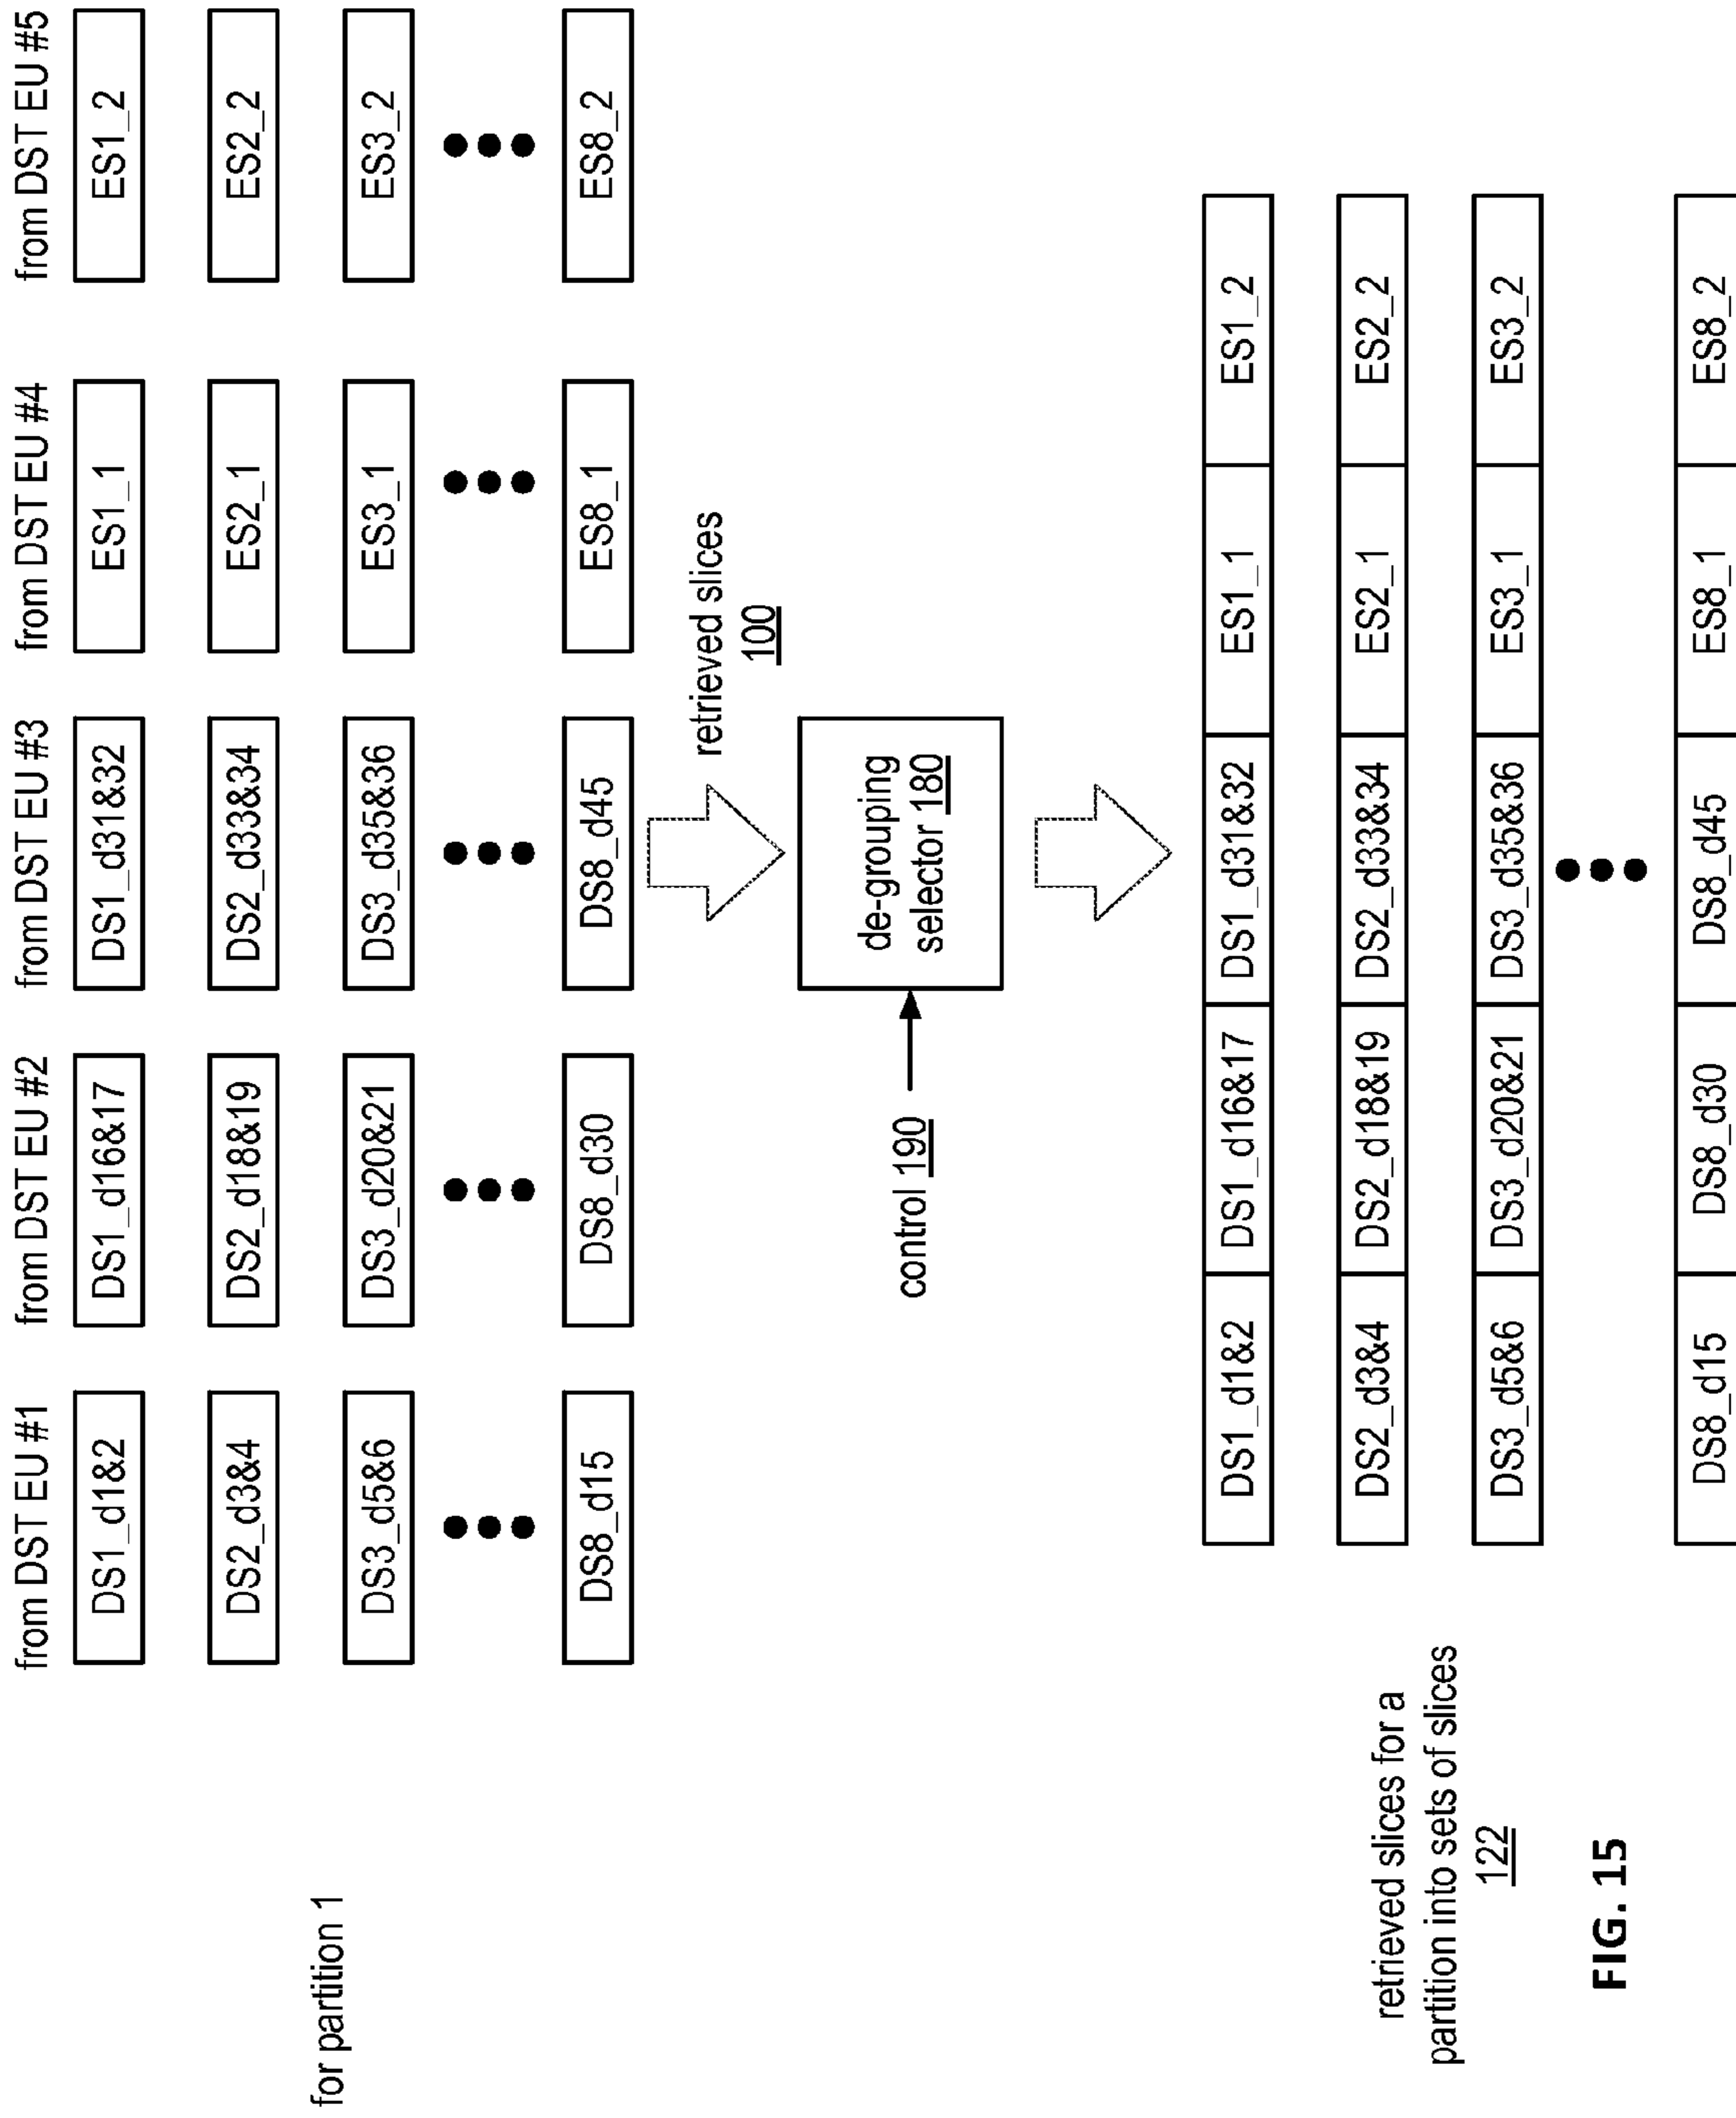 from DST EU #1 from DST EU #2 from DST EU #3 from DST EU #4 from DST EU #5
DS1_d1&2 DS1_d16&17 DS1_d31&32 ES1_1 ES1_2
DS2_d3&4 DS2_d18&19 DS2_d33&34 ES2_1 ES2_2
for partition 1
DS3_d5&6 DS3_d20&21 DS3_d35&36 ES3_1 ES3_2
DS8_d15 DS8_d30 DS8_d45 ES8_1 ES8_2
retrieved slices
100
control 190
de-grouping
selector 180
DS1_d1&2 DS1_d16&17 DS1_d31&32 ES1_1 ES1_2
retrieved slices for a
partition into sets of slices
122
DS2_d3&4 DS2_d18&19 DS2_d33&34 ES2_1 ES2_2
DS3_d5&6 DS3_d20&21 DS3_d35&36 ES3_1 ES3_2
DS8_d15 DS8_d30 DS8_d45 ES8_1 ES8_2
FIG. 15